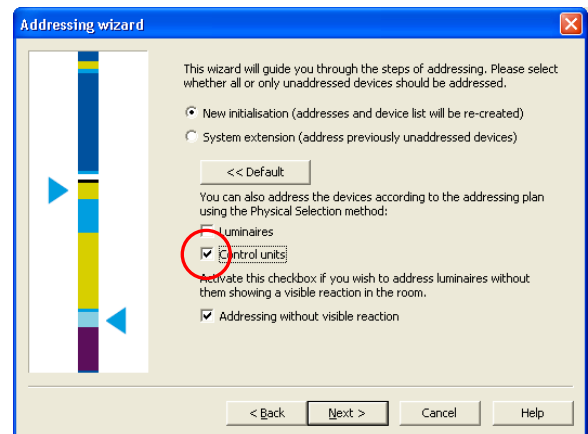 Addressing wizard
This wizard will guide you through the steps of addressing. Please select
whether all or only unaddressed devices should be addressed.
New initialisation (addresses and device list will be re-created)
System extension (address previously unaddressed devices)
<< Default
You can also address the devices according to the addressing plan
using the Physical Selection method:
Luminaires
Control units
Activate this checkbox if you wish to address luminaires without
them showing a visible reaction in the room.
Addressing without visible reaction
< Back
Next >
Cancel
Help